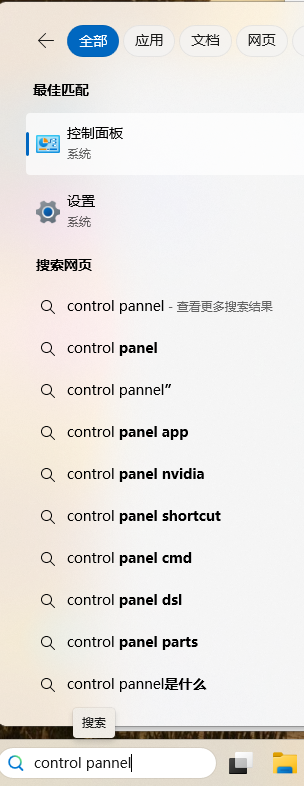 全部 应用 文档 网页
最佳匹配
控制面板
系统
设置
系统
搜索网页
control pannel - 查看更多搜索结果
control panel
control pannel”
control panel app
control panel nvidia
control panel shortcut
control panel cmd
control panel dsl
control panel parts
control pannel是什么
搜索
control pannel